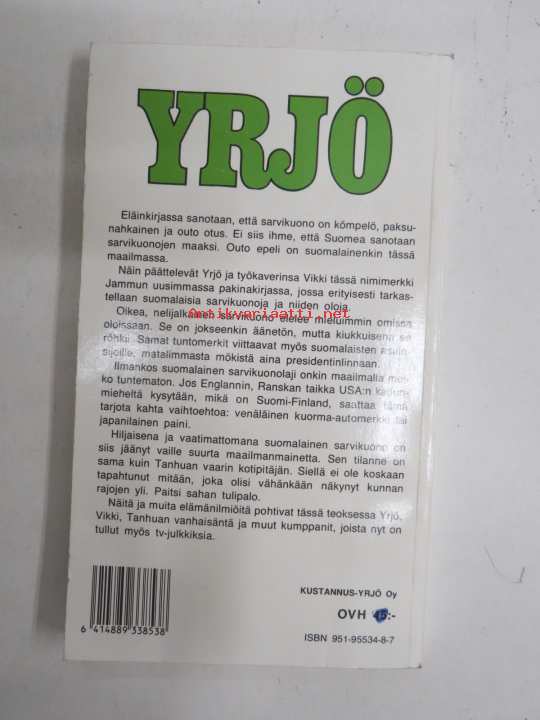 YRJÖ
Eläinkirjassa sanotaan, että sarvikuono on kömpelö, paksu-
nahkainen ja outo otus. Ei siis ihme, että Suomea sanotaan
sarvikuonojen maaksi. Outo epeli on suomalainenkin tässä
maailmassa.
Näin päättelevät Yrjö ja työkaverinsa Vikki tässä nimimerkki
Jammun uusimmassa pakinakirjassa, jossa erityisesti tarkas-
tellaan suomalaisia sarvikuonoja ja niiden oloja.
Antikvariaatti.net
Oikea, nelijalkainen sarvikuono elelee mieluimmin omissa
oloissaan. Se on jokseenkin äänetön, mutta kiukkuisena se
röhkii. Samat tuntomerkit viittaavat myös suomalaisten
sijoille, matalimmasta mökistä aina presidentinlinnaan.
Ilmankos suomalainen sarvikuonolaji onkin maailmalla
ko tuntematon. Jos Englannin, Ranskan taikka USA:n
mieheltä kysytään, mikä on Suomi-Finland, saattaa tämä
tarjota kahta vaihtoehtoa: venäläinen kuorma-automerkki tai
japanilainen paini.
Hiljaisena ja vaatimattomana suomalainen sarvikuono on
siis jäänyt vaille suurta maailmanmainetta. Sen tilanne on
sama kuin Tanhuan vaarin kotipitäjän. Siellä ei ole koskaan
tapahtunut mitään, joka olisi vähänkään näkynyt kunnan
rajojen yli. Paitsi sahan tulipalo.
Näitä ja muita elämänilmiöitä pohtivat tässä teoksessa Yrjö,
Vikki, Tanhuan vanhaisäntä ja muut kumppanit, joista nyt on
tullut myös tv-julkkiksia.
KUSTANNUS-YRJÖ Oy
OVH :-
ISBN 951-95534-8-7
6 414889 338538